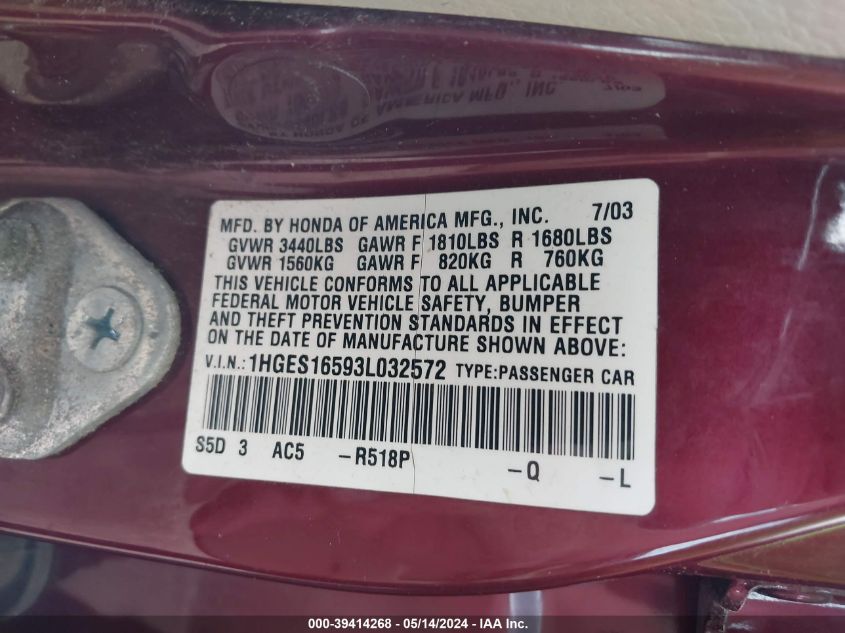 MFD. BY HONDA OF AMERICA MFG., INC. 7/03
GVWR 3440LBS GAWR F 1810LBS R 1680LBS
GVWR 1560KG GAWR F 820KG R 760KG
THIS VEHICLE CONFORMS TO ALL APPLICABLE
FEDERAL MOTOR VEHICLE SAFETY, BUMPER
AND THEFT PREVENTION STANDARDS IN EFFECT
ON THE DATE OF MANUFACTURE SHOWN ABOVE:
V.I.N.: 1HGES16593L032572 TYPE:PASSENGER CAR
S5D 3 AC5 -R518P -Q -L
000-39414268 - 05/14/2024 - IAA Inc.